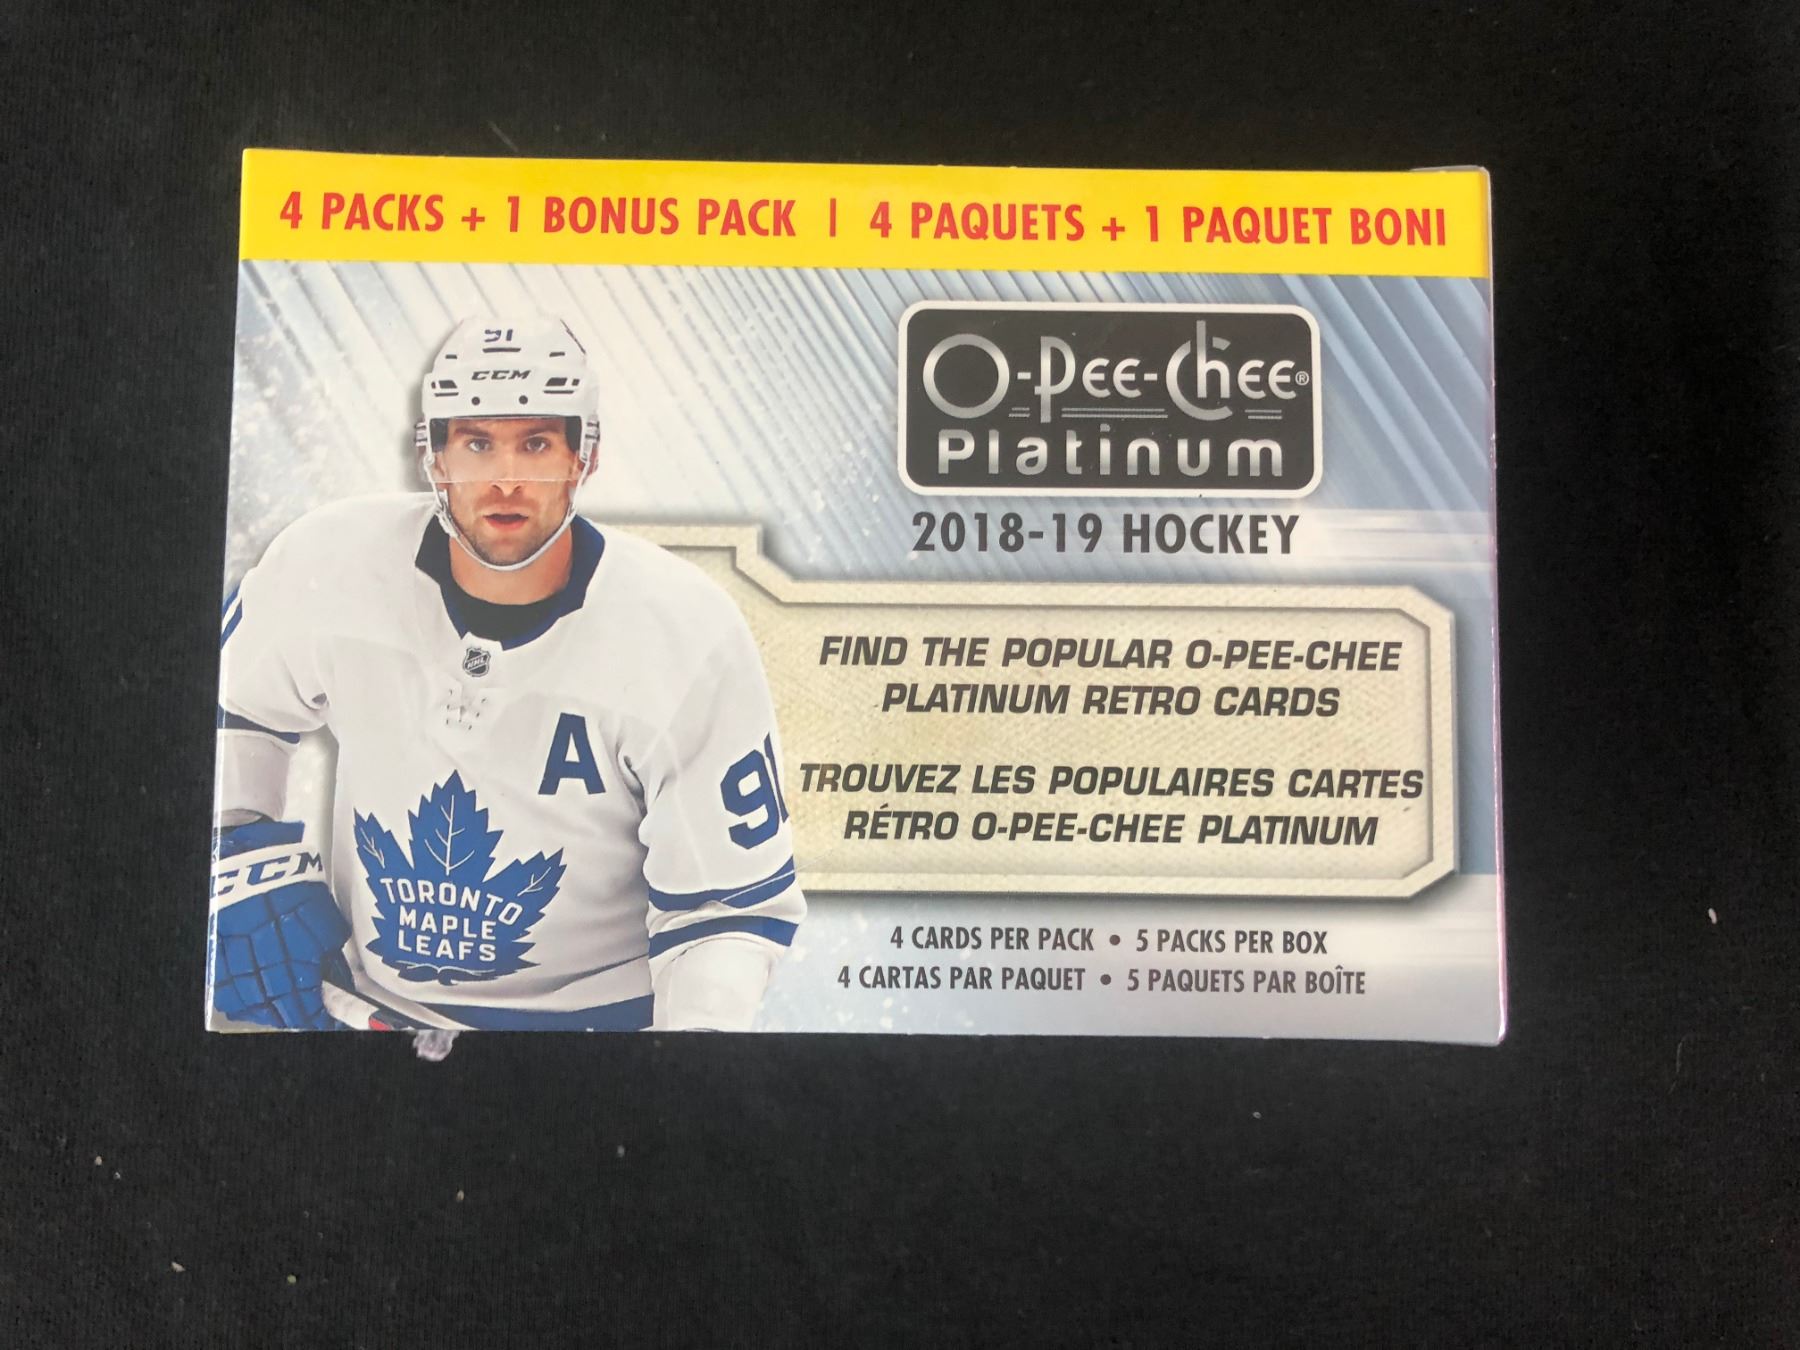 4 PACKS + 1 BONUS PACK | 4 PAQUETS + 1 PAQUET BONI
O-Pee-Chee®
Platinum
2018-19 HOCKEY
91
CCM
NHL
FIND THE POPULAR O-PEE-CHEE
PLATINUM RETRO CARDS
A
91
TROUVEZ LES POPULAIRES CARTES
RÉTRO O-PEE-CHEE PLATINUM
CCM
TORONTO
MAPLE
LEAFS
4 CARDS PER PACK • 5 PACKS PER BOX
4 CARTAS PAR PAQUET • 5 PAQUETS PAR BOÎTE